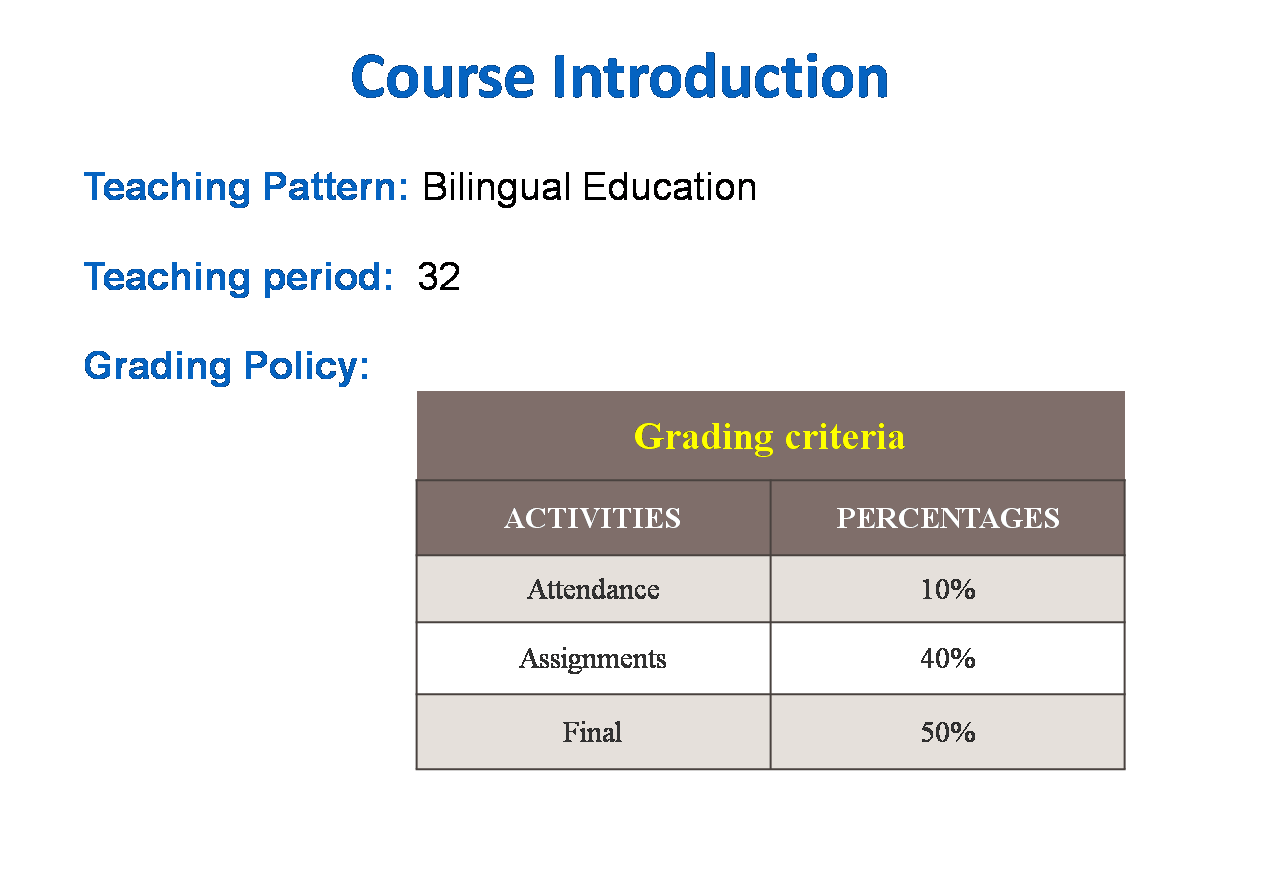 Course Introduction
Teaching Pattern: Bilingual Education
Teaching period: 32
Grading Policy:
Grading criteria
ACTIVITIES PERCENTAGES
Attendance 10%
Assignments 40%
Final 50%